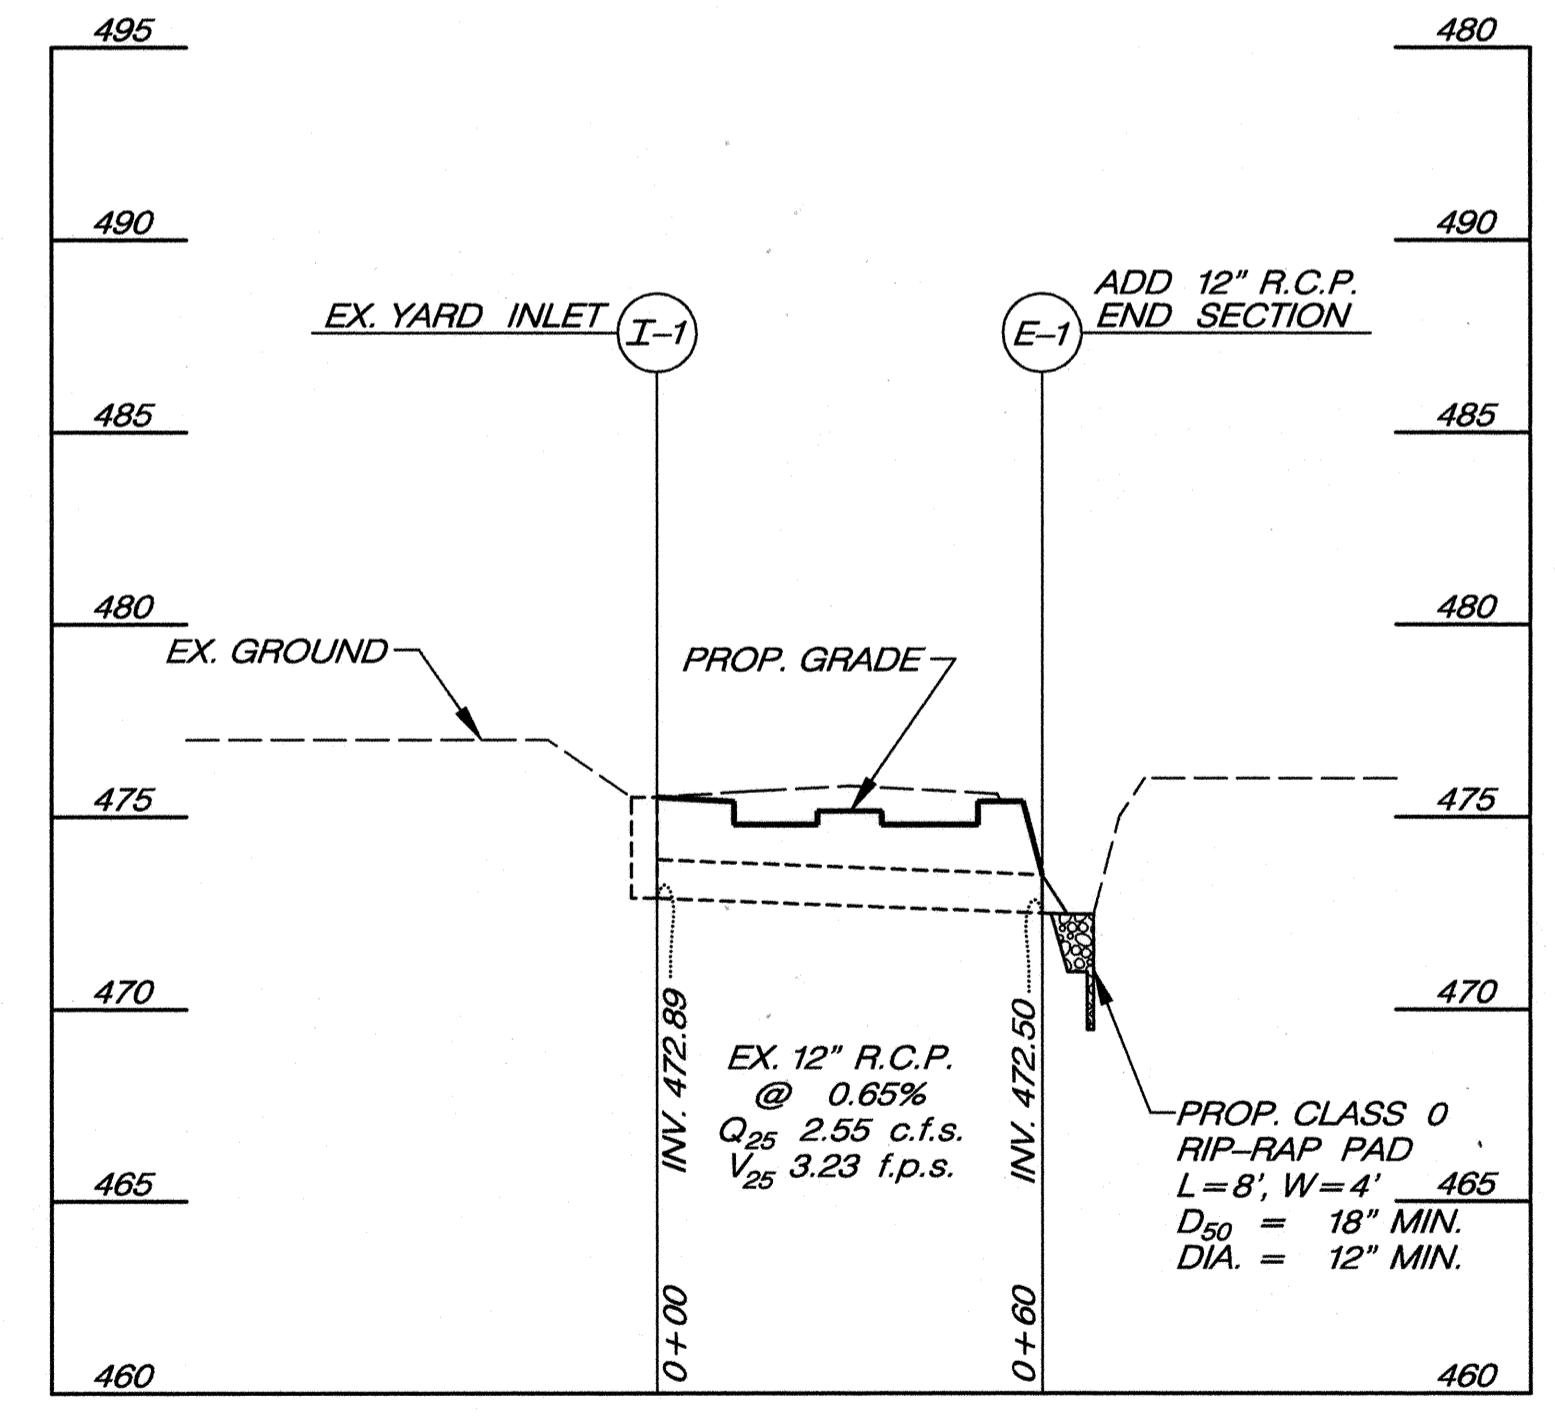 495
480
490
490
EX. YARD INLET
I-1
E-1
ADD 12" R.C.P.
END SECTION
485
485
480
480
EX. GROUND
PROP. GRADE
475
475
470
470
INV. 472.89
INV. 472.50
EX. 12" R.C.P.
@ 0.65%
Q25 2.55 c.f.s.
V25 3.23 f.p.s.
PROP. CLASS 0
RIP-RAP PAD
L=8', W=4'
D50 = 18" MIN.
DIA. = 12" MIN.
465
465
0+00
0+60
460
460